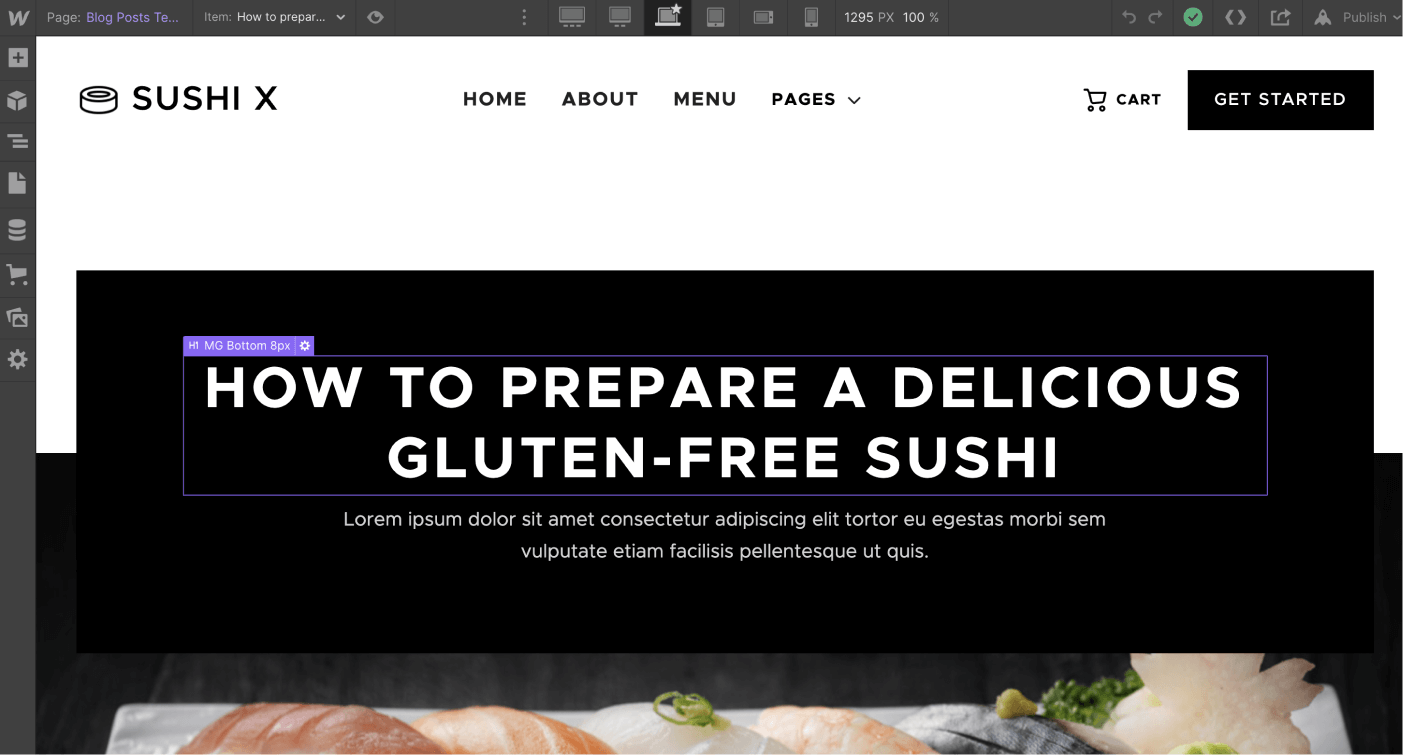 Page: Blog Posts Te...
Item: How to prepar...
1295 PX 100 %
Publish
SUSHI X
HOME
ABOUT
MENU
PAGES
CART
GET STARTED
H1 MG Bottom 8px
HOW TO PREPARE A DELICIOUS
GLUTEN-FREE SUSHI
Lorem ipsum dolor sit amet consectetur adipiscing elit tortor eu egestas morbi sem
vulputate etiam facilisis pellentesque ut quis.